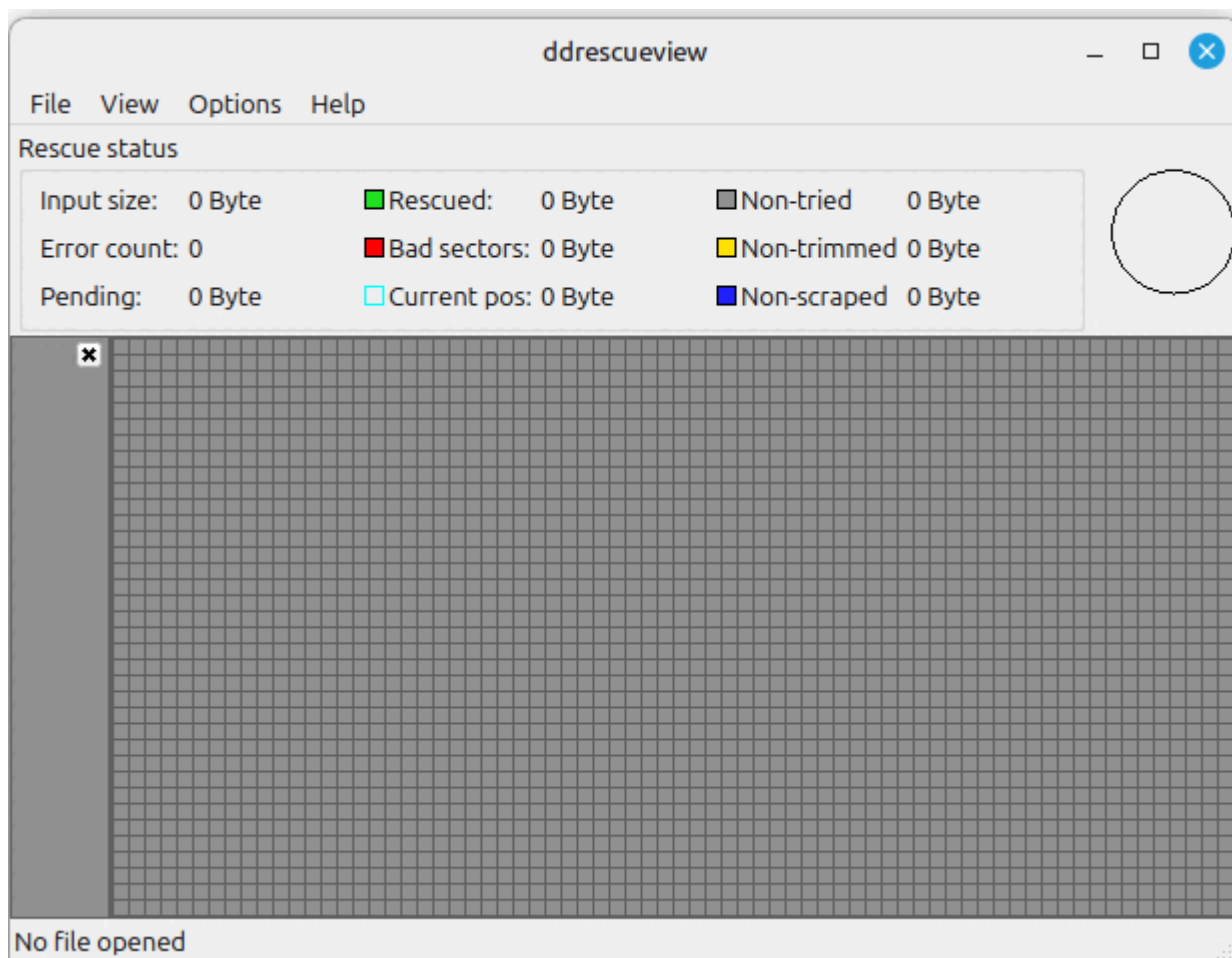 ddrescueview
File View Options Help
Rescue status
Input size: 0 Byte Rescued: 0 Byte Non-tried 0 Byte
Error count: 0 Bad sectors: 0 Byte Non-trimmed 0 Byte
Pending: 0 Byte Current pos: 0 Byte Non-scraped 0 Byte
No file opened